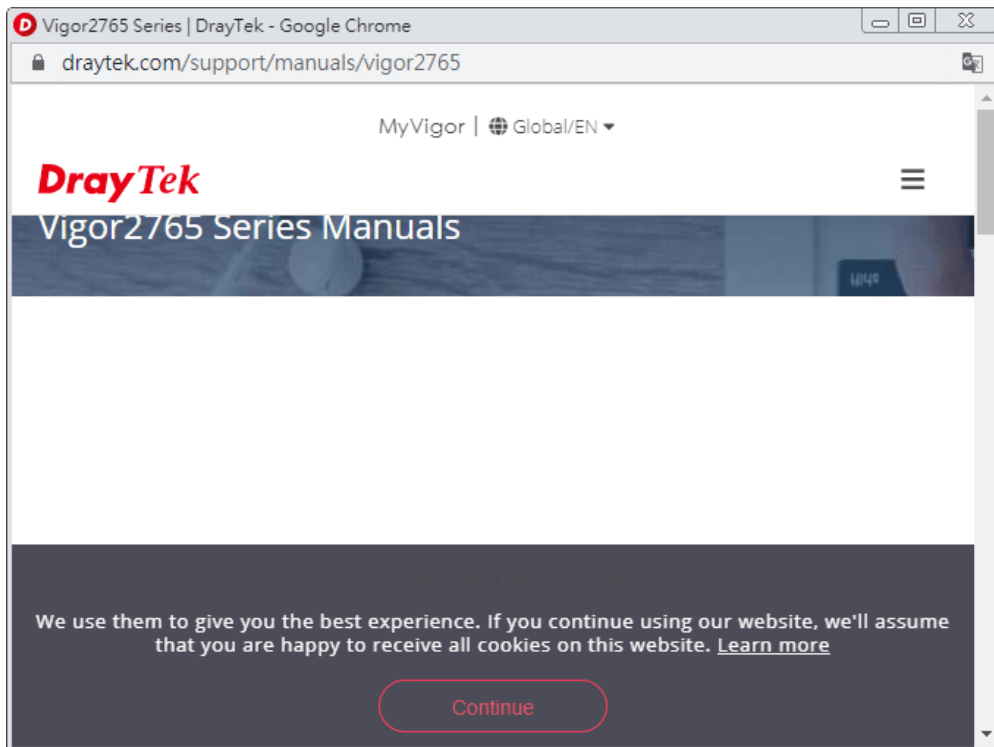 Vigor2765 Series | DrayTek - Google Chrome
draytek.com/support/manuals/vigor2765
MyVigor | Global/EN
DrayTek
Vigor2765 Series Manuals
This website uses cookies
We use them to give you the best experience. If you continue using our website, we'll assume
that you are happy to receive all cookies on this website. Learn more
Continue